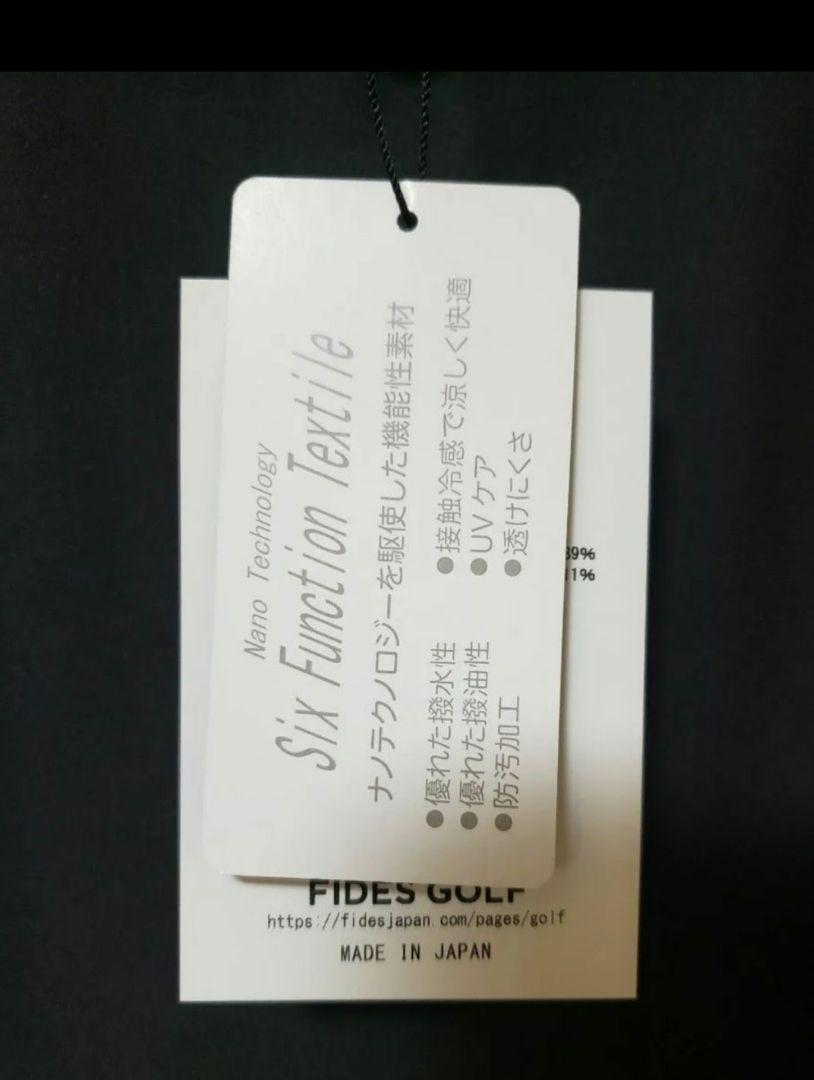 Nano Technology
Six Function Textile
ナノテクノロジーを駆使した機能性素材
●優れた撥水性
●優れた撥油性
●防汚加工
●接触冷感で涼しく快適
●UVケア
●透けにくさ
89%
11%
FIDES GOLF
https://fidesjapan.com/pages/golf
MADE IN JAPAN